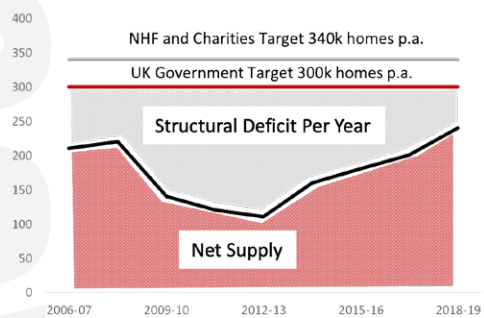 400
NHF and Charities Target 340k homes p.a.
350
UK Government Target 300k homes p.a.
300
250
Structural Deficit Per Year
200
150
100
Net Supply
50
0
2006-07 2009-10 2012-13 2015-16 2018-19